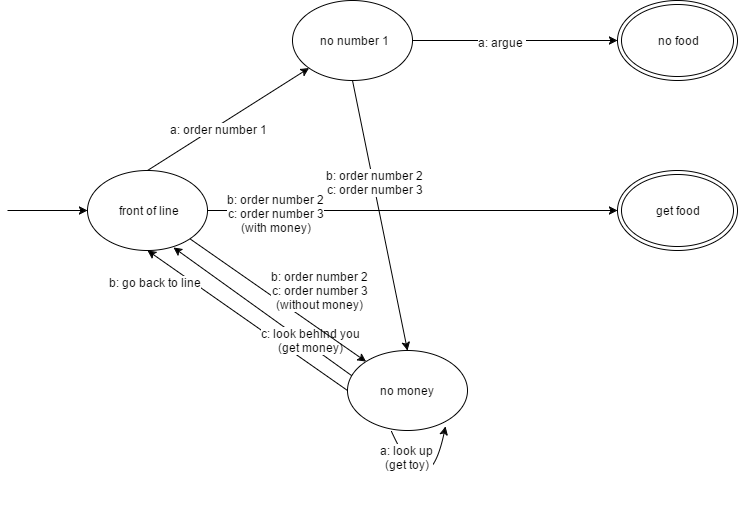 no number 1
a: argue
no food
a: order number 1
b: order number 2
c: order number 3
front of line
b: order number 2
c: order number 3
(with money)
get food
b: go back to line
b: order number 2
c: order number 3
(without money)
c: look behind you
(get money)
no money
a: look up
(get toy)